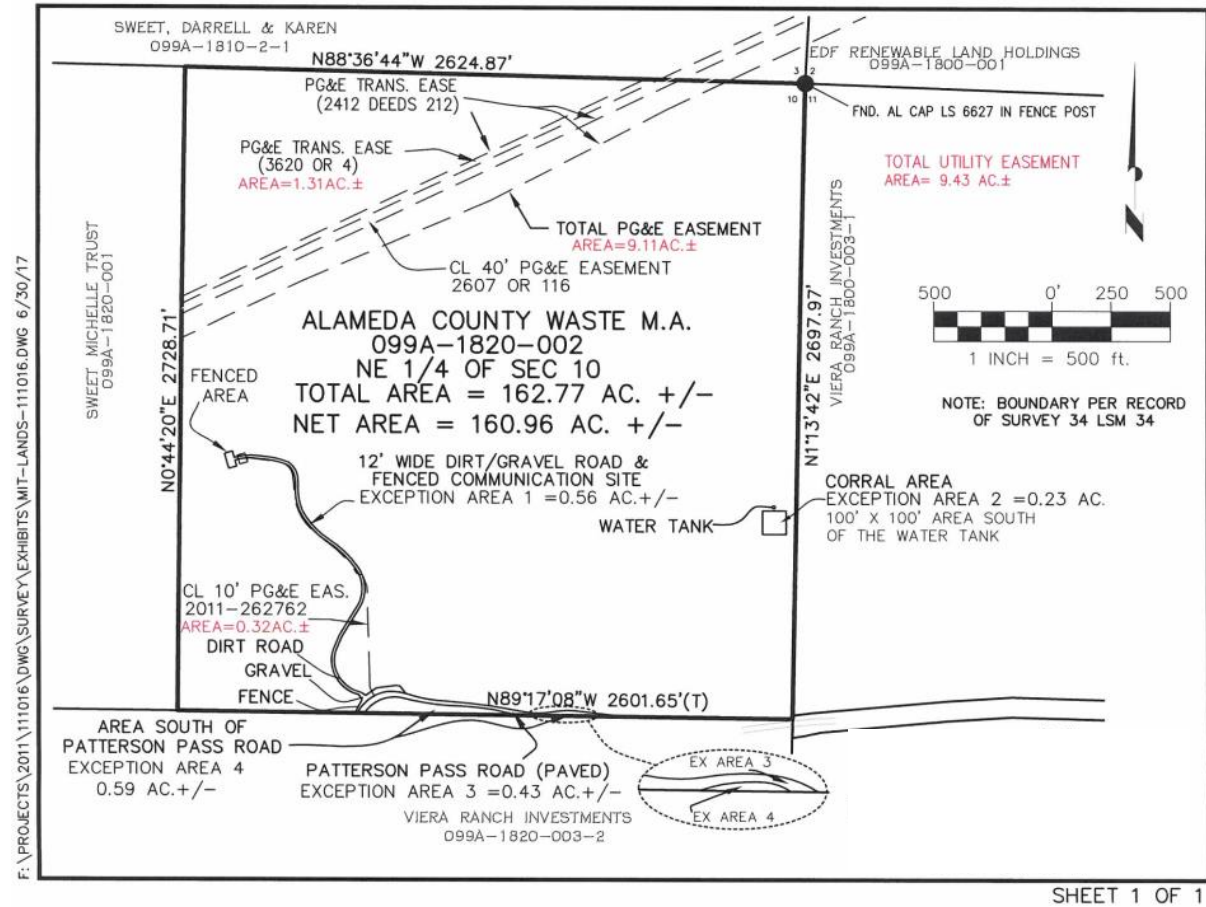 SWEET, DARRELL & KAREN
099A-1810-2-1
N88°36'44"W 2624.87'
EDF RENEWABLE LAND HOLDINGS
099A-1800-001
3 2
10 11
FND. AL CAP LS 6627 IN FENCE POST
PG&E TRANS. EASE
(2412 DEEDS 212)
PG&E TRANS. EASE
(3620 OR 4)
AREA=1.31AC.±
TOTAL UTILITY EASEMENT
AREA= 9.43 AC.±
TOTAL PG&E EASEMENT
AREA=9.11AC.±
CL 40' PG&E EASEMENT
2607 OR 116
SWEET MICHELLE TRUST
099A-1820-001
N0°44'20"E 2728.71'
VIERA RANCH INVESTMENTS
099A-1800-003-1
N1°13'42"E 2697.97'
500 0' 250 500
1 INCH = 500 ft.
NOTE: BOUNDARY PER RECORD
OF SURVEY 34 LSM 34
ALAMEDA COUNTY WASTE M.A.
099A-1820-002
NE 1/4 OF SEC 10
TOTAL AREA = 162.77 AC. +/-
NET AREA = 160.96 AC. +/-
FENCED
AREA
12' WIDE DIRT/GRAVEL ROAD &
FENCED COMMUNICATION SITE
EXCEPTION AREA 1 =0.56 AC.+/-
WATER TANK
CORRAL AREA
EXCEPTION AREA 2 =0.23 AC.
100' X 100' AREA SOUTH
OF THE WATER TANK
CL 10' PG&E EAS.
2011-262762
AREA=0.32AC.±
DIRT ROAD
GRAVEL
FENCE
N89°17'08"W 2601.65'(T)
AREA SOUTH OF
PATTERSON PASS ROAD
EXCEPTION AREA 4
0.59 AC.+/-
PATTERSON PASS ROAD (PAVED)
EXCEPTION AREA 3 =0.43 AC.+/-
EX AREA 3
EX AREA 4
VIERA RANCH INVESTMENTS
099A-1820-003-2
F:\PROJECTS\2011\111016\DWG\SURVEY\EXHIBITS\MIT-LANDS-111016.DWG 6/30/17
SHEET 1 OF 1